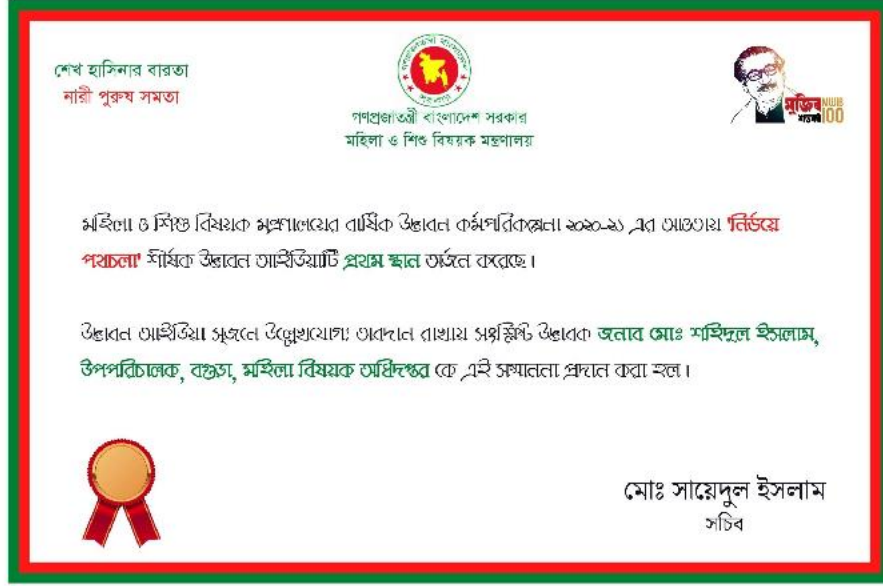 শেখ হাসিনার বারতা
নারী পুরুষ সমতা
গণপ্রজাতন্ত্রী বাংলাদেশ সরকার
মহিলা ও শিশু বিষয়ক মন্ত্রণালয়
মুজিব
শতবর্ষ
100
মহিলা ও শিশু বিষয়ক মন্ত্রণালয়ের বার্ষিক উদ্ভাবন কর্মপরিকল্পনা ২০২০-২১ এর আওতায় 'নির্ভয়ে
পথচলা' শীর্ষক উদ্ভাবন আইডিয়াটি প্রথম স্থান অর্জন করেছে।
উদ্ভাবন আইডিয়া সৃজনে উল্লেখযোগ্য অবদান রাখায় সংশ্লিষ্ট উদ্ভাবক জনাব মোঃ শহিদুল ইসলাম,
উপপরিচালক, বগুড়া, মহিলা বিষয়ক অধিদপ্তর কে এই সম্মাননা প্রদান করা হল।
মোঃ সায়েদুল ইসলাম
সচিব